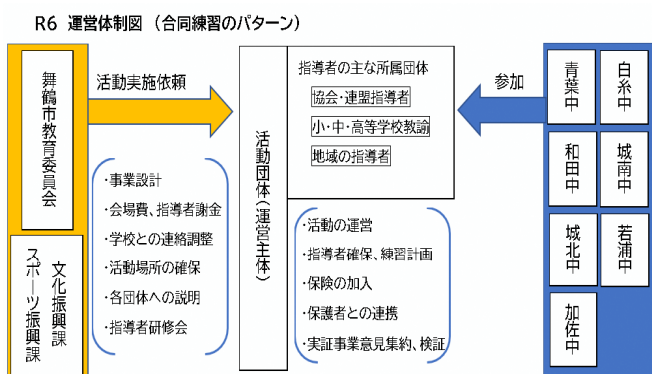 R6 運営体制図 （合同練習のパターン）
舞鶴市教育委員会
文化振興課
スポーツ振興課
活動実施依頼
・事業設計
・会場費、指導者謝金
・学校との連絡調整
・活動場所の確保
・各団体への説明
・指導者研修会
活動団体（運営主体）
指導者の主な所属団体
協会・連盟指導者
小・中・高等学校教諭
地域の指導者
・活動の運営
・指導者確保、練習計画
・保険の加入
・保護者との連携
・実証事業意見集約、検証
参加
青葉中
白糸中
和田中
城南中
城北中
若浦中
加佐中